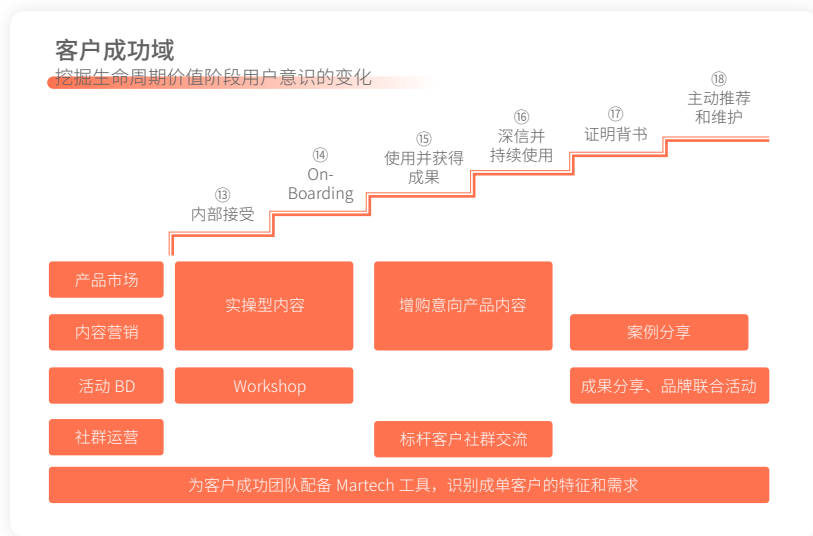 客户成功域
挖掘生命周期价值阶段用户意识的变化
⑬
内部接受
⑭
On-
Boarding
⑮
使用并获得
成果
⑯
深信并
持续使用
⑰
证明背书
⑱
主动推荐
和维护
产品市场
实操型内容
增购意向产品内容
内容营销
案例分享
活动 BD
Workshop
成果分享、品牌联合活动
社群运营
标杆客户社群交流
为客户成功团队配备 Martech 工具，识别成单客户的特征和需求